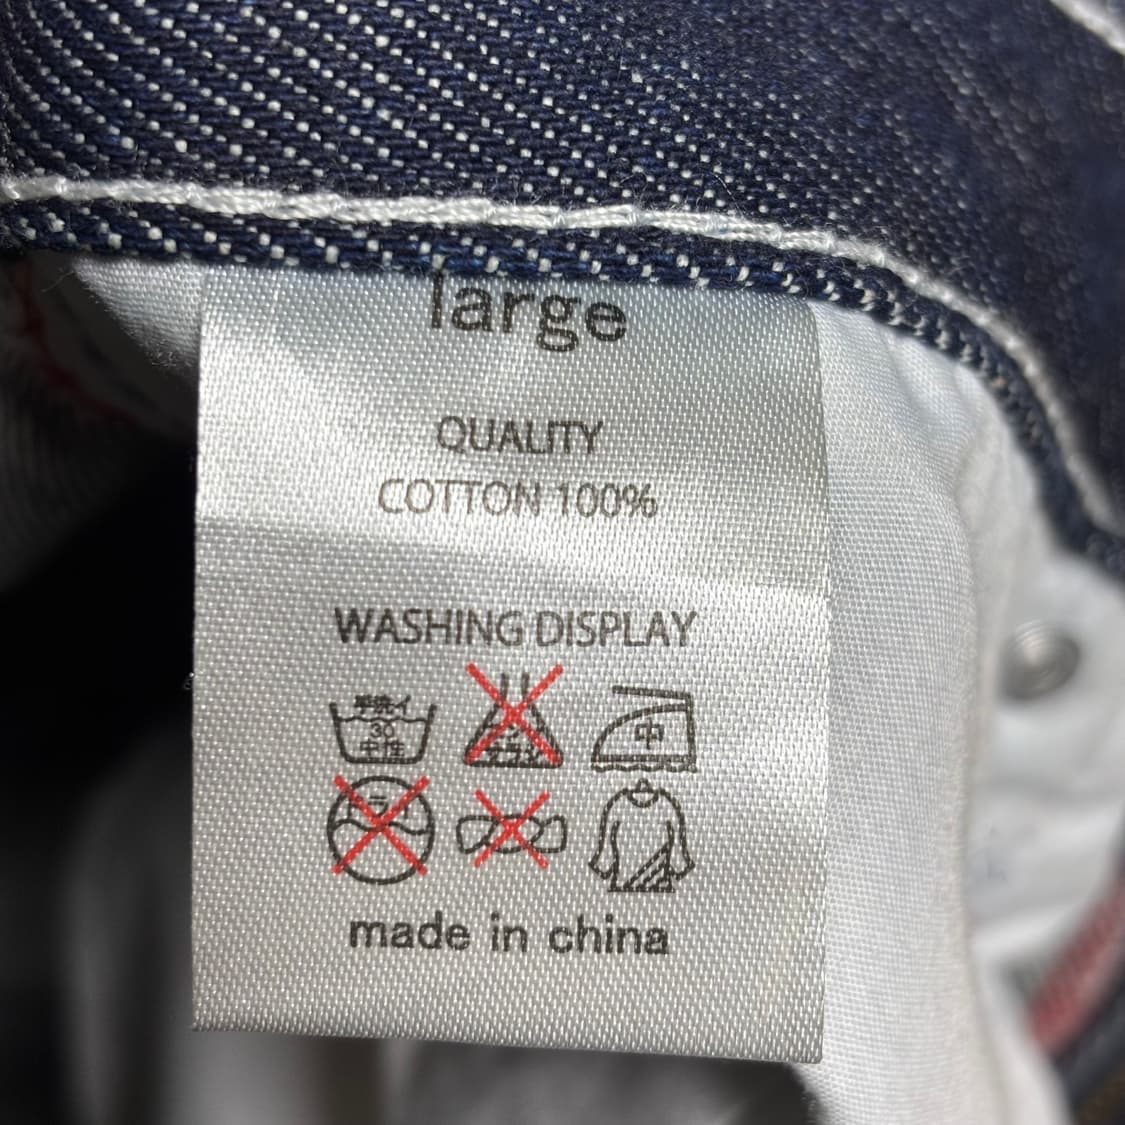 large
QUALITY
COTTON 100%
WASHING DISPLAY
手洗イ
30
中性
中
made in china